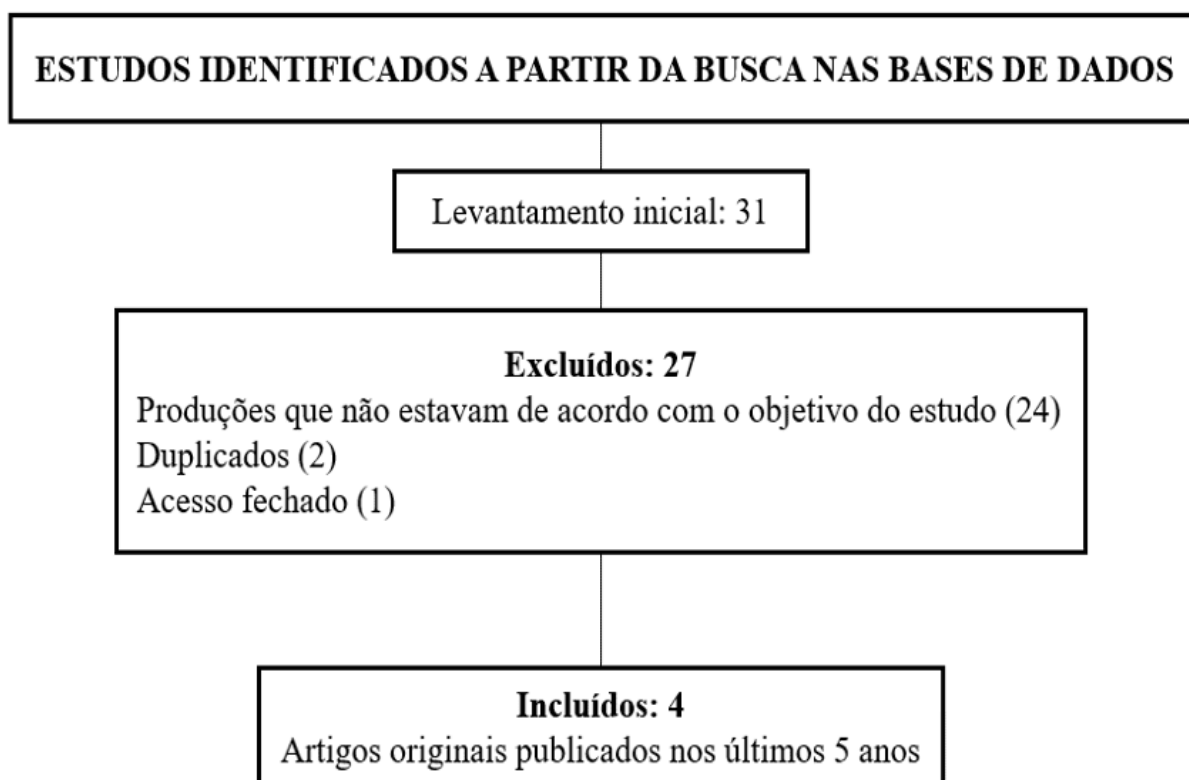 ESTUDOS IDENTIFICADOS A PARTIR DA BUSCA NAS BASES DE DADOS
Levantamento inicial: 31
Excluídos: 27
Produções que não estavam de acordo com o objetivo do estudo (24)
Duplicados (2)
Acesso fechado (1)
Incluídos: 4
Artigos originais publicados nos últimos 5 anos